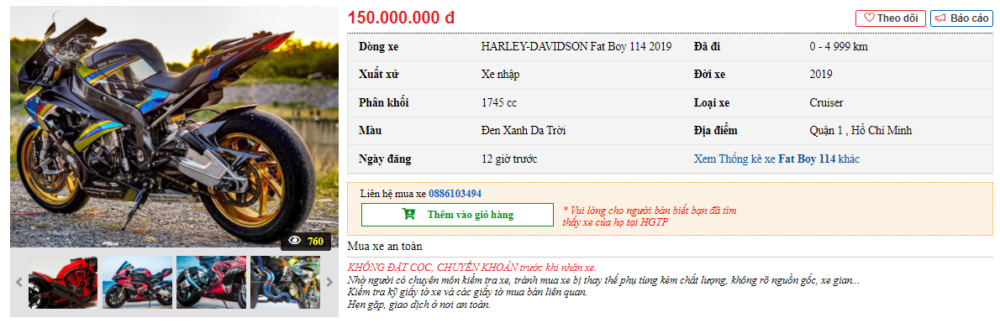 150.000.000 đ
Theo dõi
Báo cáo
Dòng xe HARLEY-DAVIDSON Fat Boy 114 2019 Đã đi 0 - 4 999 km
Xuất xứ Xe nhập Đời xe 2019
Phân khối 1745 cc Loại xe Cruiser
Màu Đen Xanh Da Trời Địa điểm Quận 1 , Hồ Chí Minh
Ngày đăng 12 giờ trước Xem Thống kê xe Fat Boy 114 khác
Liên hệ mua xe 0886103494
Thêm vào giỏ hàng
* Vui lòng cho người bán biết bạn đã tìm
thấy xe của họ tại HGTP
760
Mua xe an toàn
KHÔNG ĐẶT CỌC, CHUYỂN KHOẢN trước khi nhận xe.
Nhờ người có chuyên môn kiểm tra xe, tránh mua xe bị thay thế phụ tùng kém chất lượng, không rõ nguồn gốc, xe gian...
Kiểm tra kỹ giấy tờ xe và các giấy tờ mua bán liên quan.
Hẹn gặp, giao dịch ở nơi an toàn.